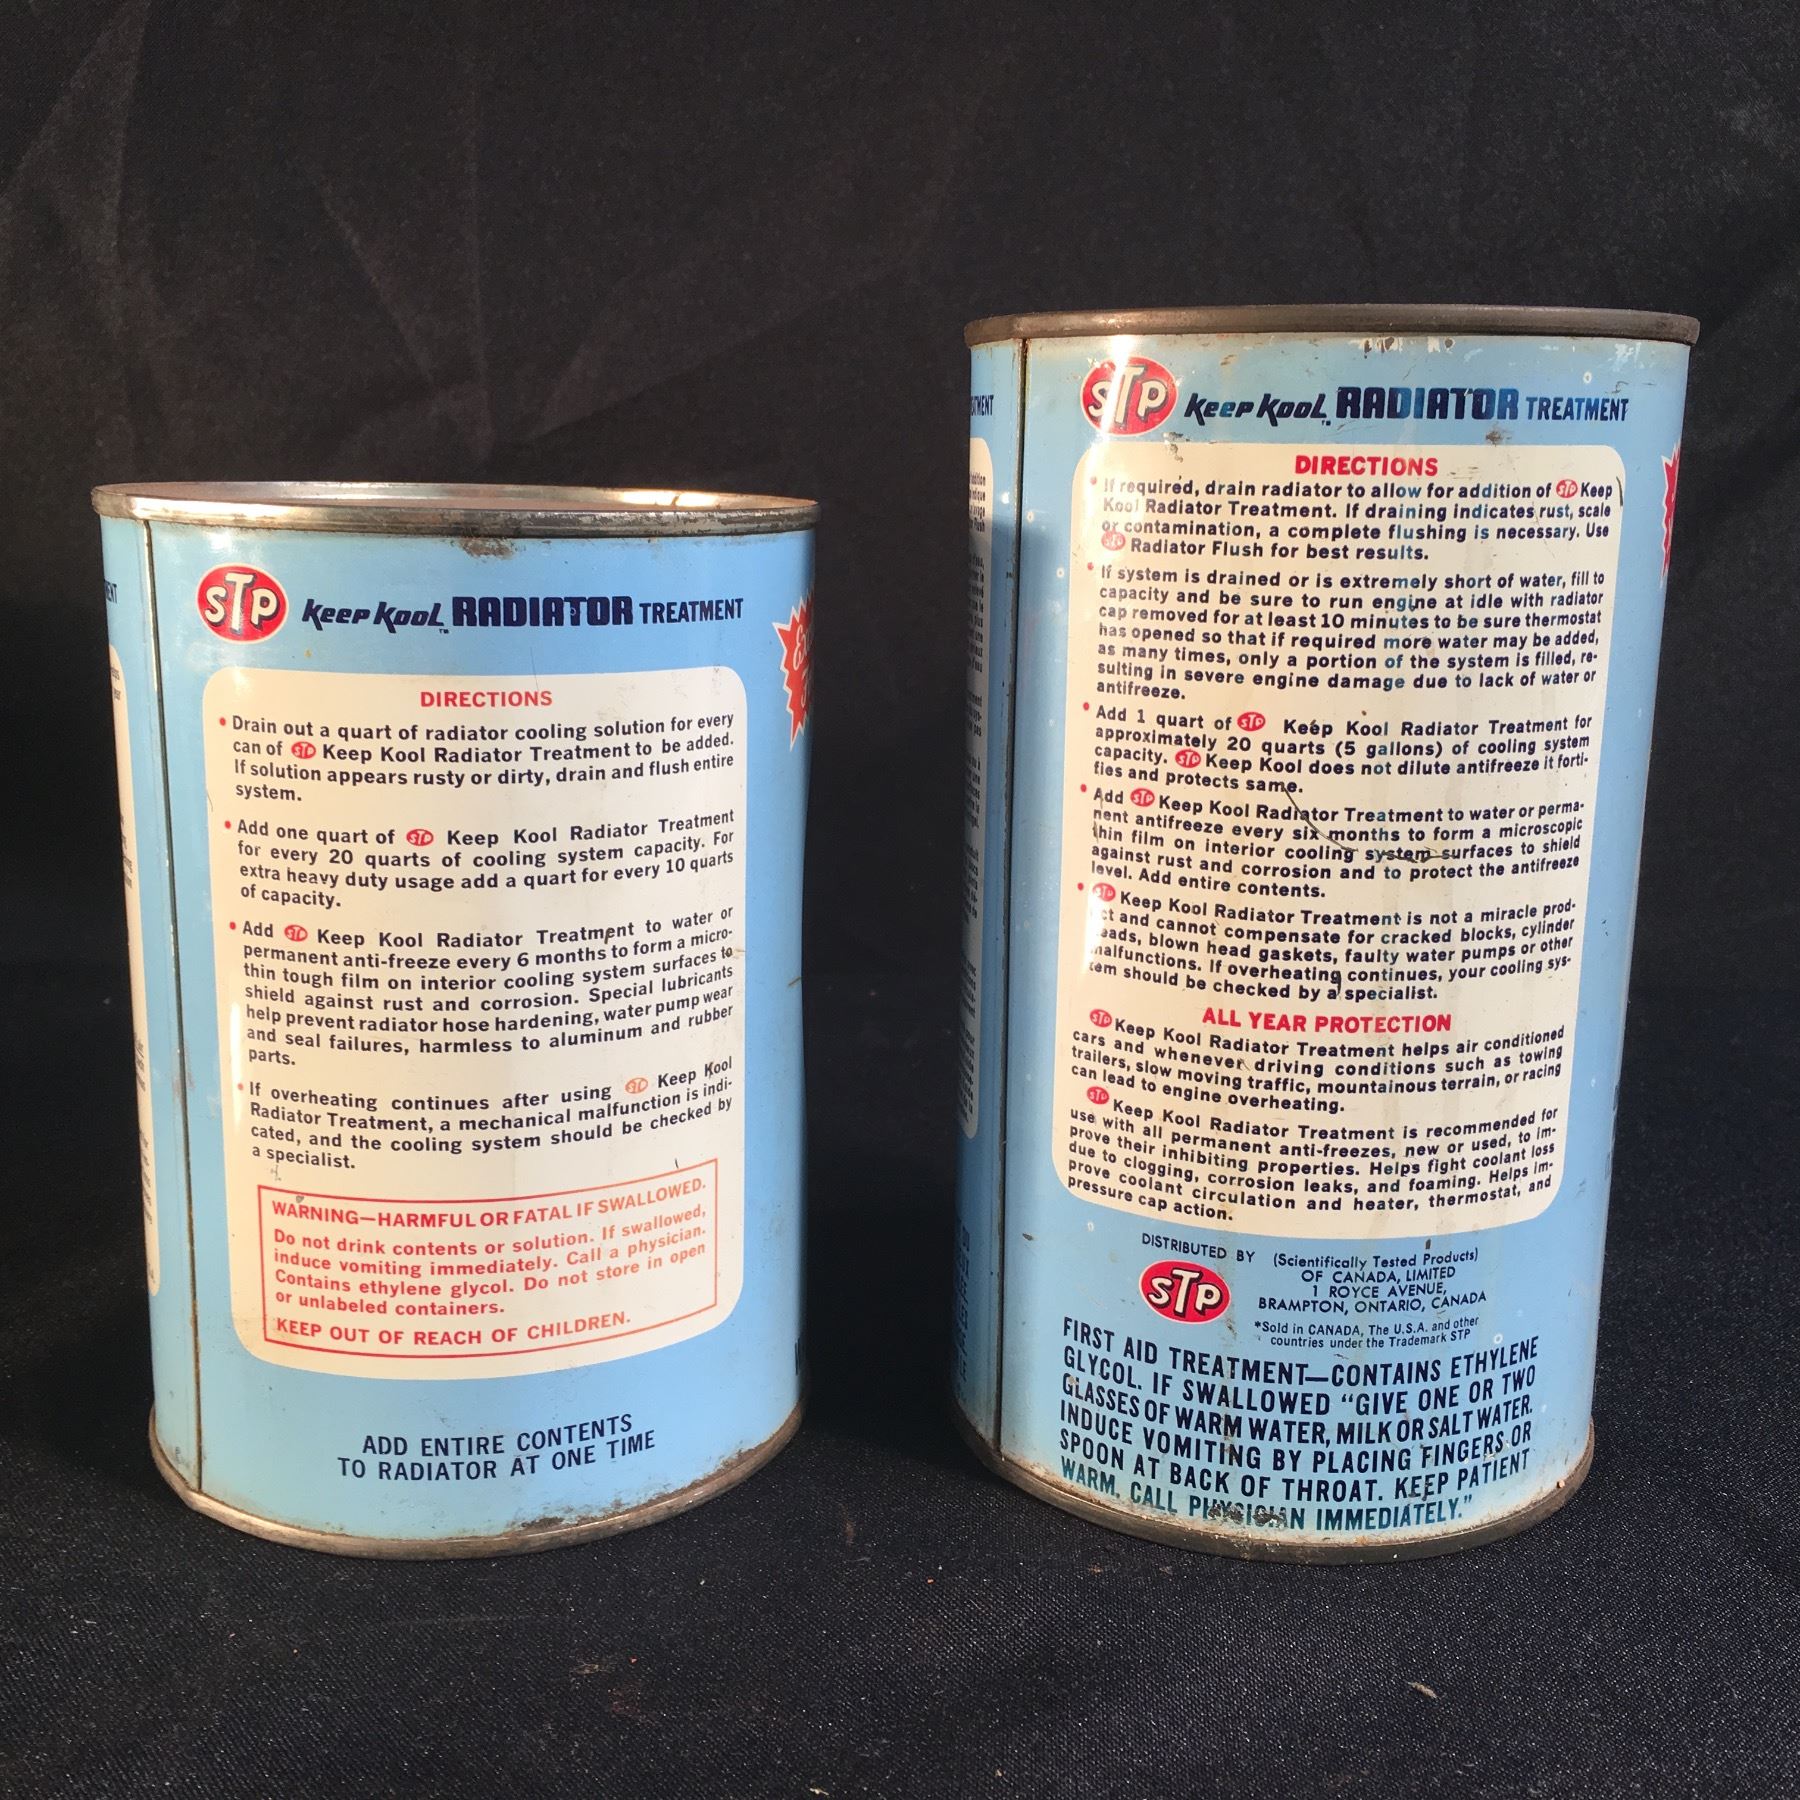 STP Keep Kool RADIATOR TREATMENT
TM
DIRECTIONS
• Drain out a quart of radiator cooling solution for every
can of STP Keep Kool Radiator Treatment to be added.
If solution appears rusty or dirty, drain and flush entire
system.
• Add one quart of STP Keep Kool Radiator Treatment
for every 20 quarts of cooling system capacity. For
extra heavy duty usage add a quart for every 10 quarts
of capacity.
• Add STP Keep Kool Radiator Treatment to water or
permanent anti-freeze every 6 months to form a micro-
thin tough film on interior cooling system surfaces to
shield against rust and corrosion. Special lubricants
help prevent radiator hose hardening, water pump wear
and seal failures, harmless to aluminum and rubber
parts.
• If overheating continues after using STP Keep Kool
Radiator Treatment, a mechanical malfunction is indi-
cated, and the cooling system should be checked by
a specialist.
WARNING—HARMFUL OR FATAL IF SWALLOWED.
Do not drink contents or solution. If swallowed,
induce vomiting immediately. Call a physician.
Contains ethylene glycol. Do not store in open
or unlabeled containers.
KEEP OUT OF REACH OF CHILDREN.
ADD ENTIRE CONTENTS
TO RADIATOR AT ONE TIME
STP Keep Kool RADIATOR TREATMENT
TM
DIRECTIONS
• If required, drain radiator to allow for addition of STP Keep
Kool Radiator Treatment. If draining indicates rust, scale
or contamination, a complete flushing is necessary. Use
STP Radiator Flush for best results.
• If system is drained or is extremely short of water, fill to
capacity and be sure to run engine at idle with radiator
cap removed for at least 10 minutes to be sure thermostat
has opened so that if required more water may be added,
as many times, only a portion of the system is filled, re-
sulting in severe engine damage due to lack of water or
antifreeze.
• Add 1 quart of STP Keep Kool Radiator Treatment for
approximately 20 quarts (5 gallons) of cooling system
capacity. STP Keep Kool does not dilute antifreeze it forti-
fies and protects same.
• Add STP Keep Kool Radiator Treatment to water or perma-
nent antifreeze every six months to form a microscopic
thin film on interior cooling system surfaces to shield
against rust and corrosion and to protect the antifreeze
level. Add entire contents.
• STP Keep Kool Radiator Treatment is not a miracle prod-
ct and cannot compensate for cracked blocks, cylinder
eads, blown head gaskets, faulty water pumps or other
malfunctions. If overheating continues, your cooling sys-
tem should be checked by a specialist.
ALL YEAR PROTECTION
STP Keep Kool Radiator Treatment helps air conditioned
cars and whenever driving conditions such as towing
trailers, slow moving traffic, mountainous terrain, or racing
can lead to engine overheating.
STP Keep Kool Radiator Treatment is recommended for
use with all permanent anti-freezes, new or used, to im-
prove their inhibiting properties. Helps fight coolant loss
due to clogging, corrosion leaks, and foaming. Helps im-
prove coolant circulation and heater, thermostat, and
pressure cap action.
DISTRIBUTED BY (Scientifically Tested Products)
STP OF CANADA, LIMITED
1 ROYCE AVENUE,
BRAMPTON, ONTARIO, CANADA
*Sold in CANADA, The U.S.A. and other
countries under the Trademark STP
FIRST AID TREATMENT—CONTAINS ETHYLENE
GLYCOL. IF SWALLOWED "GIVE ONE OR TWO
GLASSES OF WARM WATER, MILK OR SALT WATER.
INDUCE VOMITING BY PLACING FINGERS OR
SPOON AT BACK OF THROAT. KEEP PATIENT
WARM, CALL PHYSICIAN IMMEDIATELY."